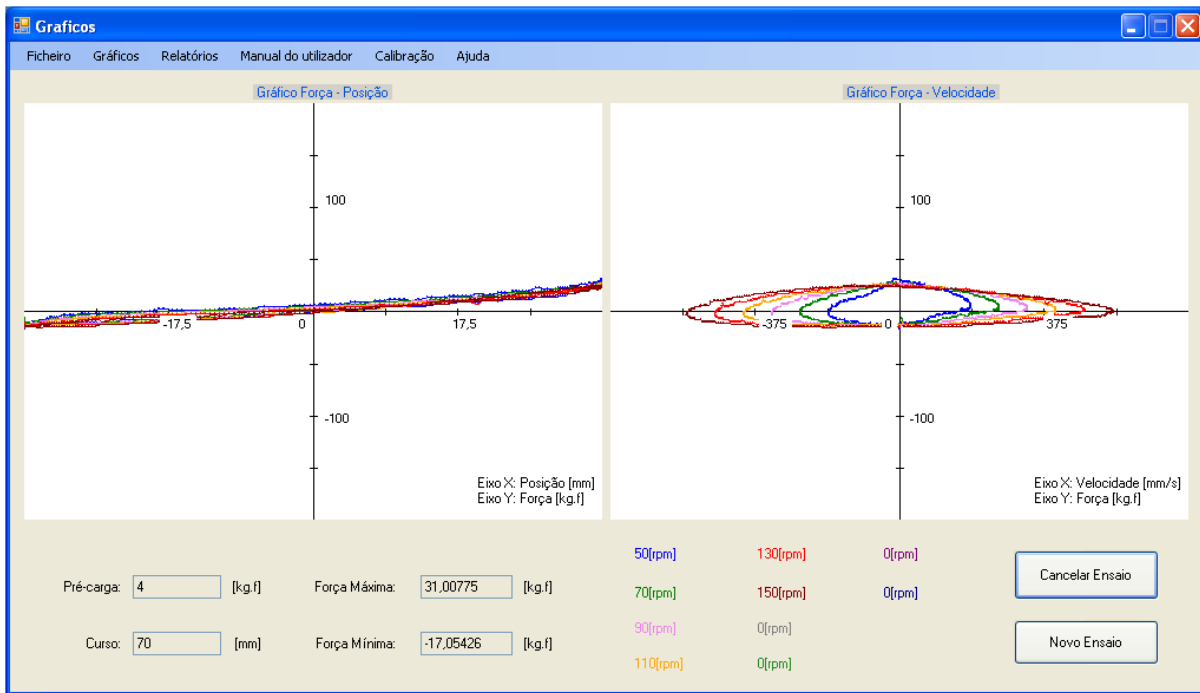 Graficos
Ficheiro Gráficos Relatórios Manual do utilizador Calibração Ajuda
Gráfico Força - Posição
100
-17,5 0 17,5
-100
Eixo X: Posição [mm]
Eixo Y: Força [kg.f]
Gráfico Força - Velocidade
100
-375 0 375
-100
Eixo X: Velocidade [mm/s]
Eixo Y: Força [kg.f]
Pré-carga: 4 [kg.f] Força Máxima: 31,00775 [kg.f]
Curso: 70 [mm] Força Mínima: -17,05426 [kg.f]
50[rpm] 130[rpm] 0[rpm]
70[rpm] 150[rpm] 0[rpm]
90[rpm] 0[rpm]
110[rpm] 0[rpm]
Cancelar Ensaio
Novo Ensaio